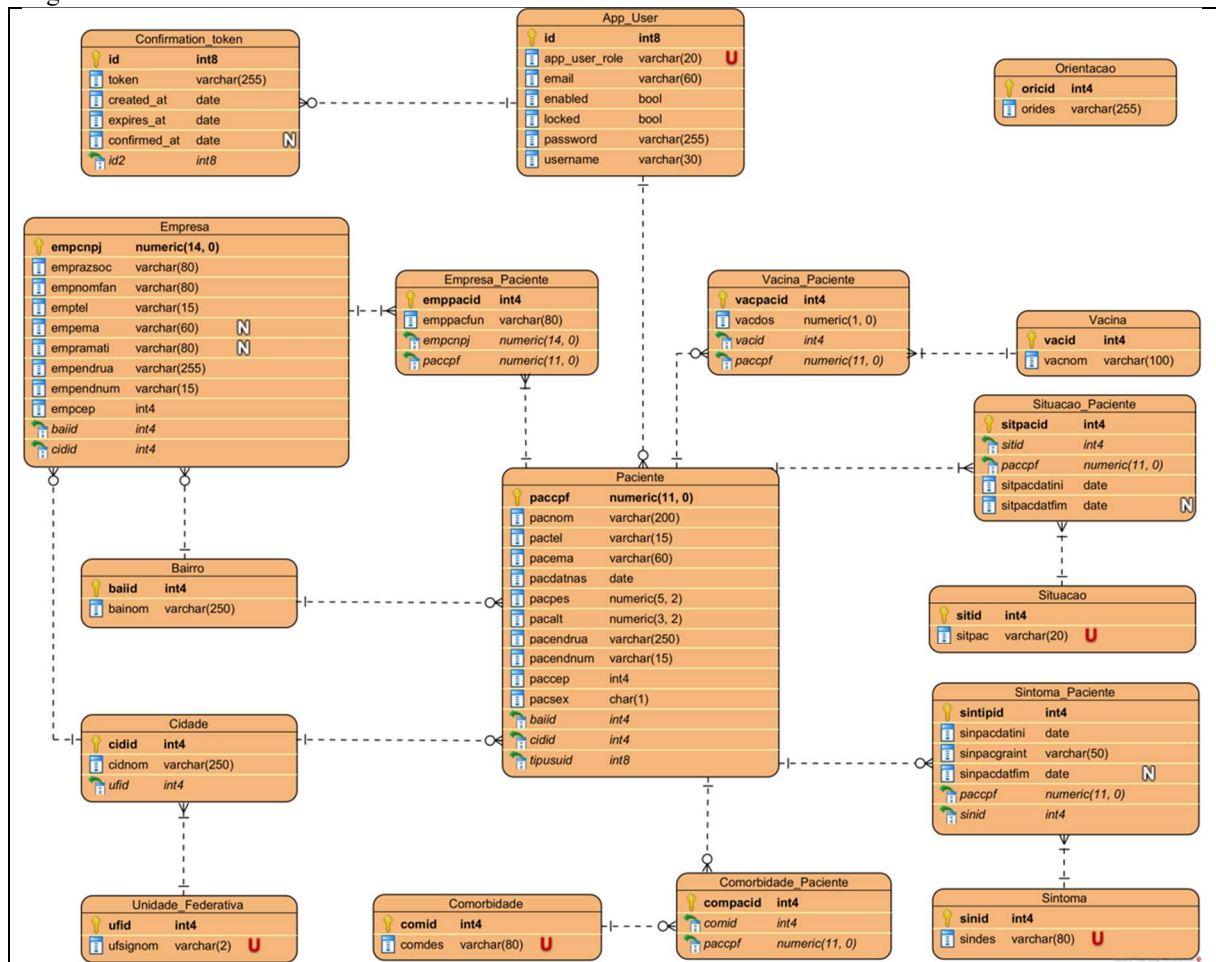 Confirmation_token
id int8
token varchar(255)
created_at date
expires_at date
confirmed_at date N
id2 int8
App_User
id int8
app_user_role varchar(20) U
email varchar(60)
enabled bool
locked bool
password varchar(255)
username varchar(30)
Orientacao
oricid int4
orides varchar(255)
Empresa
empcnpj numeric(14, 0)
emprazsoc varchar(80)
empnomfan varchar(80)
emptel varchar(15)
empema varchar(60) N
empramati varchar(80) N
empendrua varchar(255)
empendnum varchar(15)
empcep int4
baiid int4
cidid int4
Empresa_Paciente
emppacid int4
emppacfun varchar(80)
empcnpj numeric(14, 0)
paccpf numeric(11, 0)
Vacina_Paciente
vacpacid int4
vacdos numeric(1, 0)
vacid int4
paccpf numeric(11, 0)
Vacina
vacid int4
vacnom varchar(100)
Situacao_Paciente
sitpacid int4
sitid int4
paccpf numeric(11, 0)
sitpacdatini date
sitpacdatfim date N
Paciente
paccpf numeric(11, 0)
pacnom varchar(200)
pactel varchar(15)
pacema varchar(60)
pacdatnas date
pacpes numeric(5, 2)
pacalt numeric(3, 2)
pacendrua varchar(250)
pacendnum varchar(15)
paccep int4
pacsex char(1)
baiid int4
cidid int4
tipusuid int8
Bairro
baiid int4
bainom varchar(250)
Situacao
sitid int4
sitpac varchar(20) U
Cidade
cidid int4
cidnom varchar(250)
ufid int4
Sintoma_Paciente
sintipid int4
sinpacdatini date
sinpacgraint varchar(50)
sinpacdatfim date N
paccpf numeric(11, 0)
sinid int4
Unidade_Federativa
ufid int4
ufsignom varchar(2) U
Comorbidade
comid int4
comdes varchar(80) U
Comorbidade_Paciente
compacid int4
comid int4
paccpf numeric(11, 0)
Sintoma
sinid int4
sindes varchar(80) U